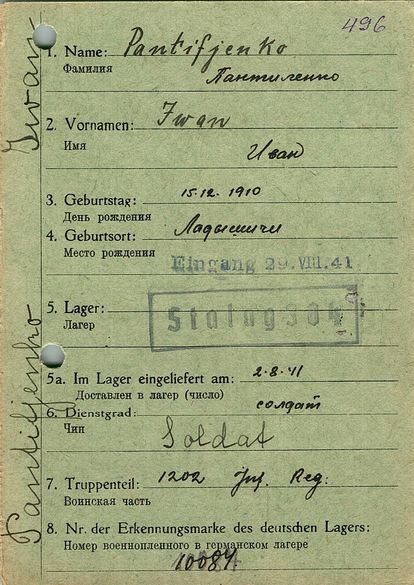 496
1. Name: Pantifjenko
Фамилия
Пантиленко
2. Vornamen: Iwan
Имя
Иван
3. Geburtstag: 15.12.1910
День рождения
4. Geburtsort: Ладышичи
Место рождения
Eingang 29.VIII.41
5. Lager: Stalag 304
Лагер
5a. Im Lager eingeliefert am: 2-8-41
Доставлен в лагер (число)
6. Dienstgrad: солдат
Чин
Soldat
7. Truppenteil: 1202 Inf. Reg.
Воинская часть
8. Nr. der Erkennungsmarke des deutschen Lagers:
Номер военнопленного в германском лагере
10084
Pantifjenko Iwan